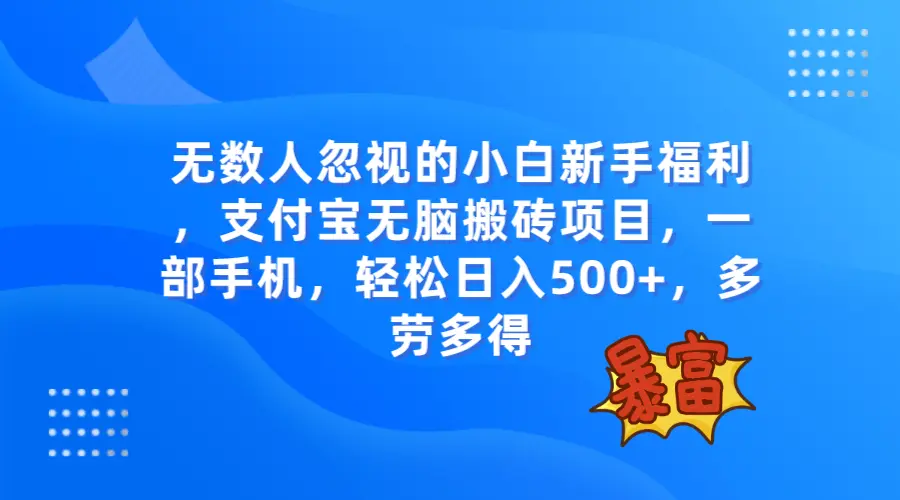 无数人忽视的小白新手福利
，支付宝无脑搬砖项目，一
部手机，轻松日入500+，多
劳多得
暴富